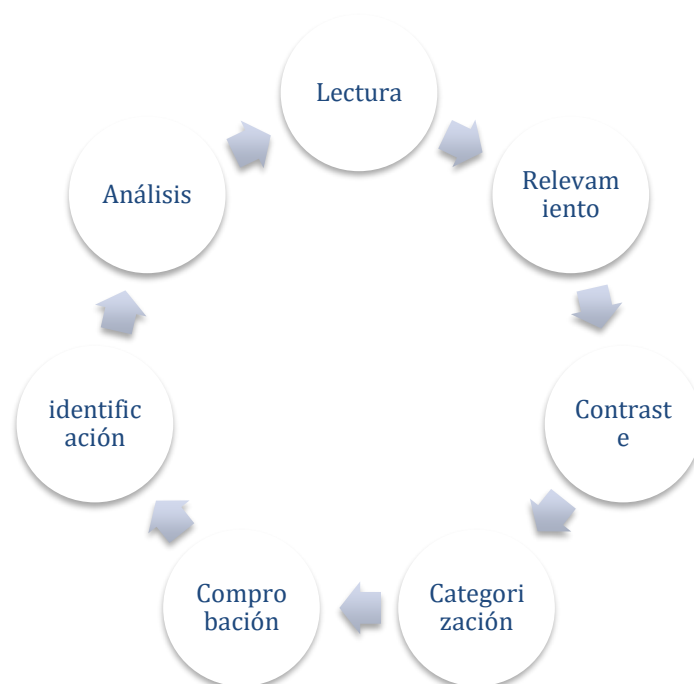 Lectura
Relevam
iento
Contrast
e
Categori
zación
Compro
bación
identific
ación
Análisis